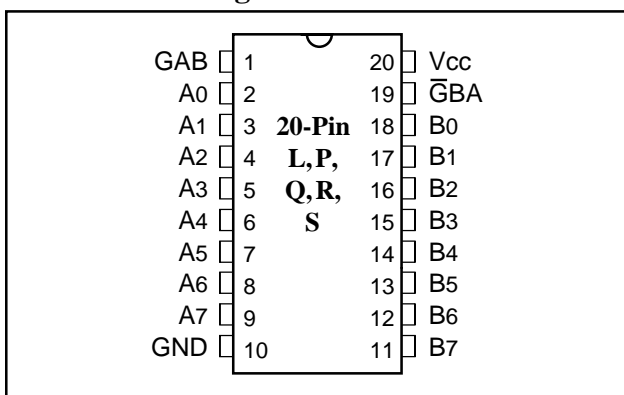 GAB 1 20 Vcc
A0 2 19 G̅BA
A1 3 20-Pin 18 B0
A2 4 L,P, 17 B1
A3 5 Q,R, 16 B2
A4 6 S 15 B3
A5 7 14 B4
A6 8 13 B5
A7 9 12 B6
GND 10 11 B7